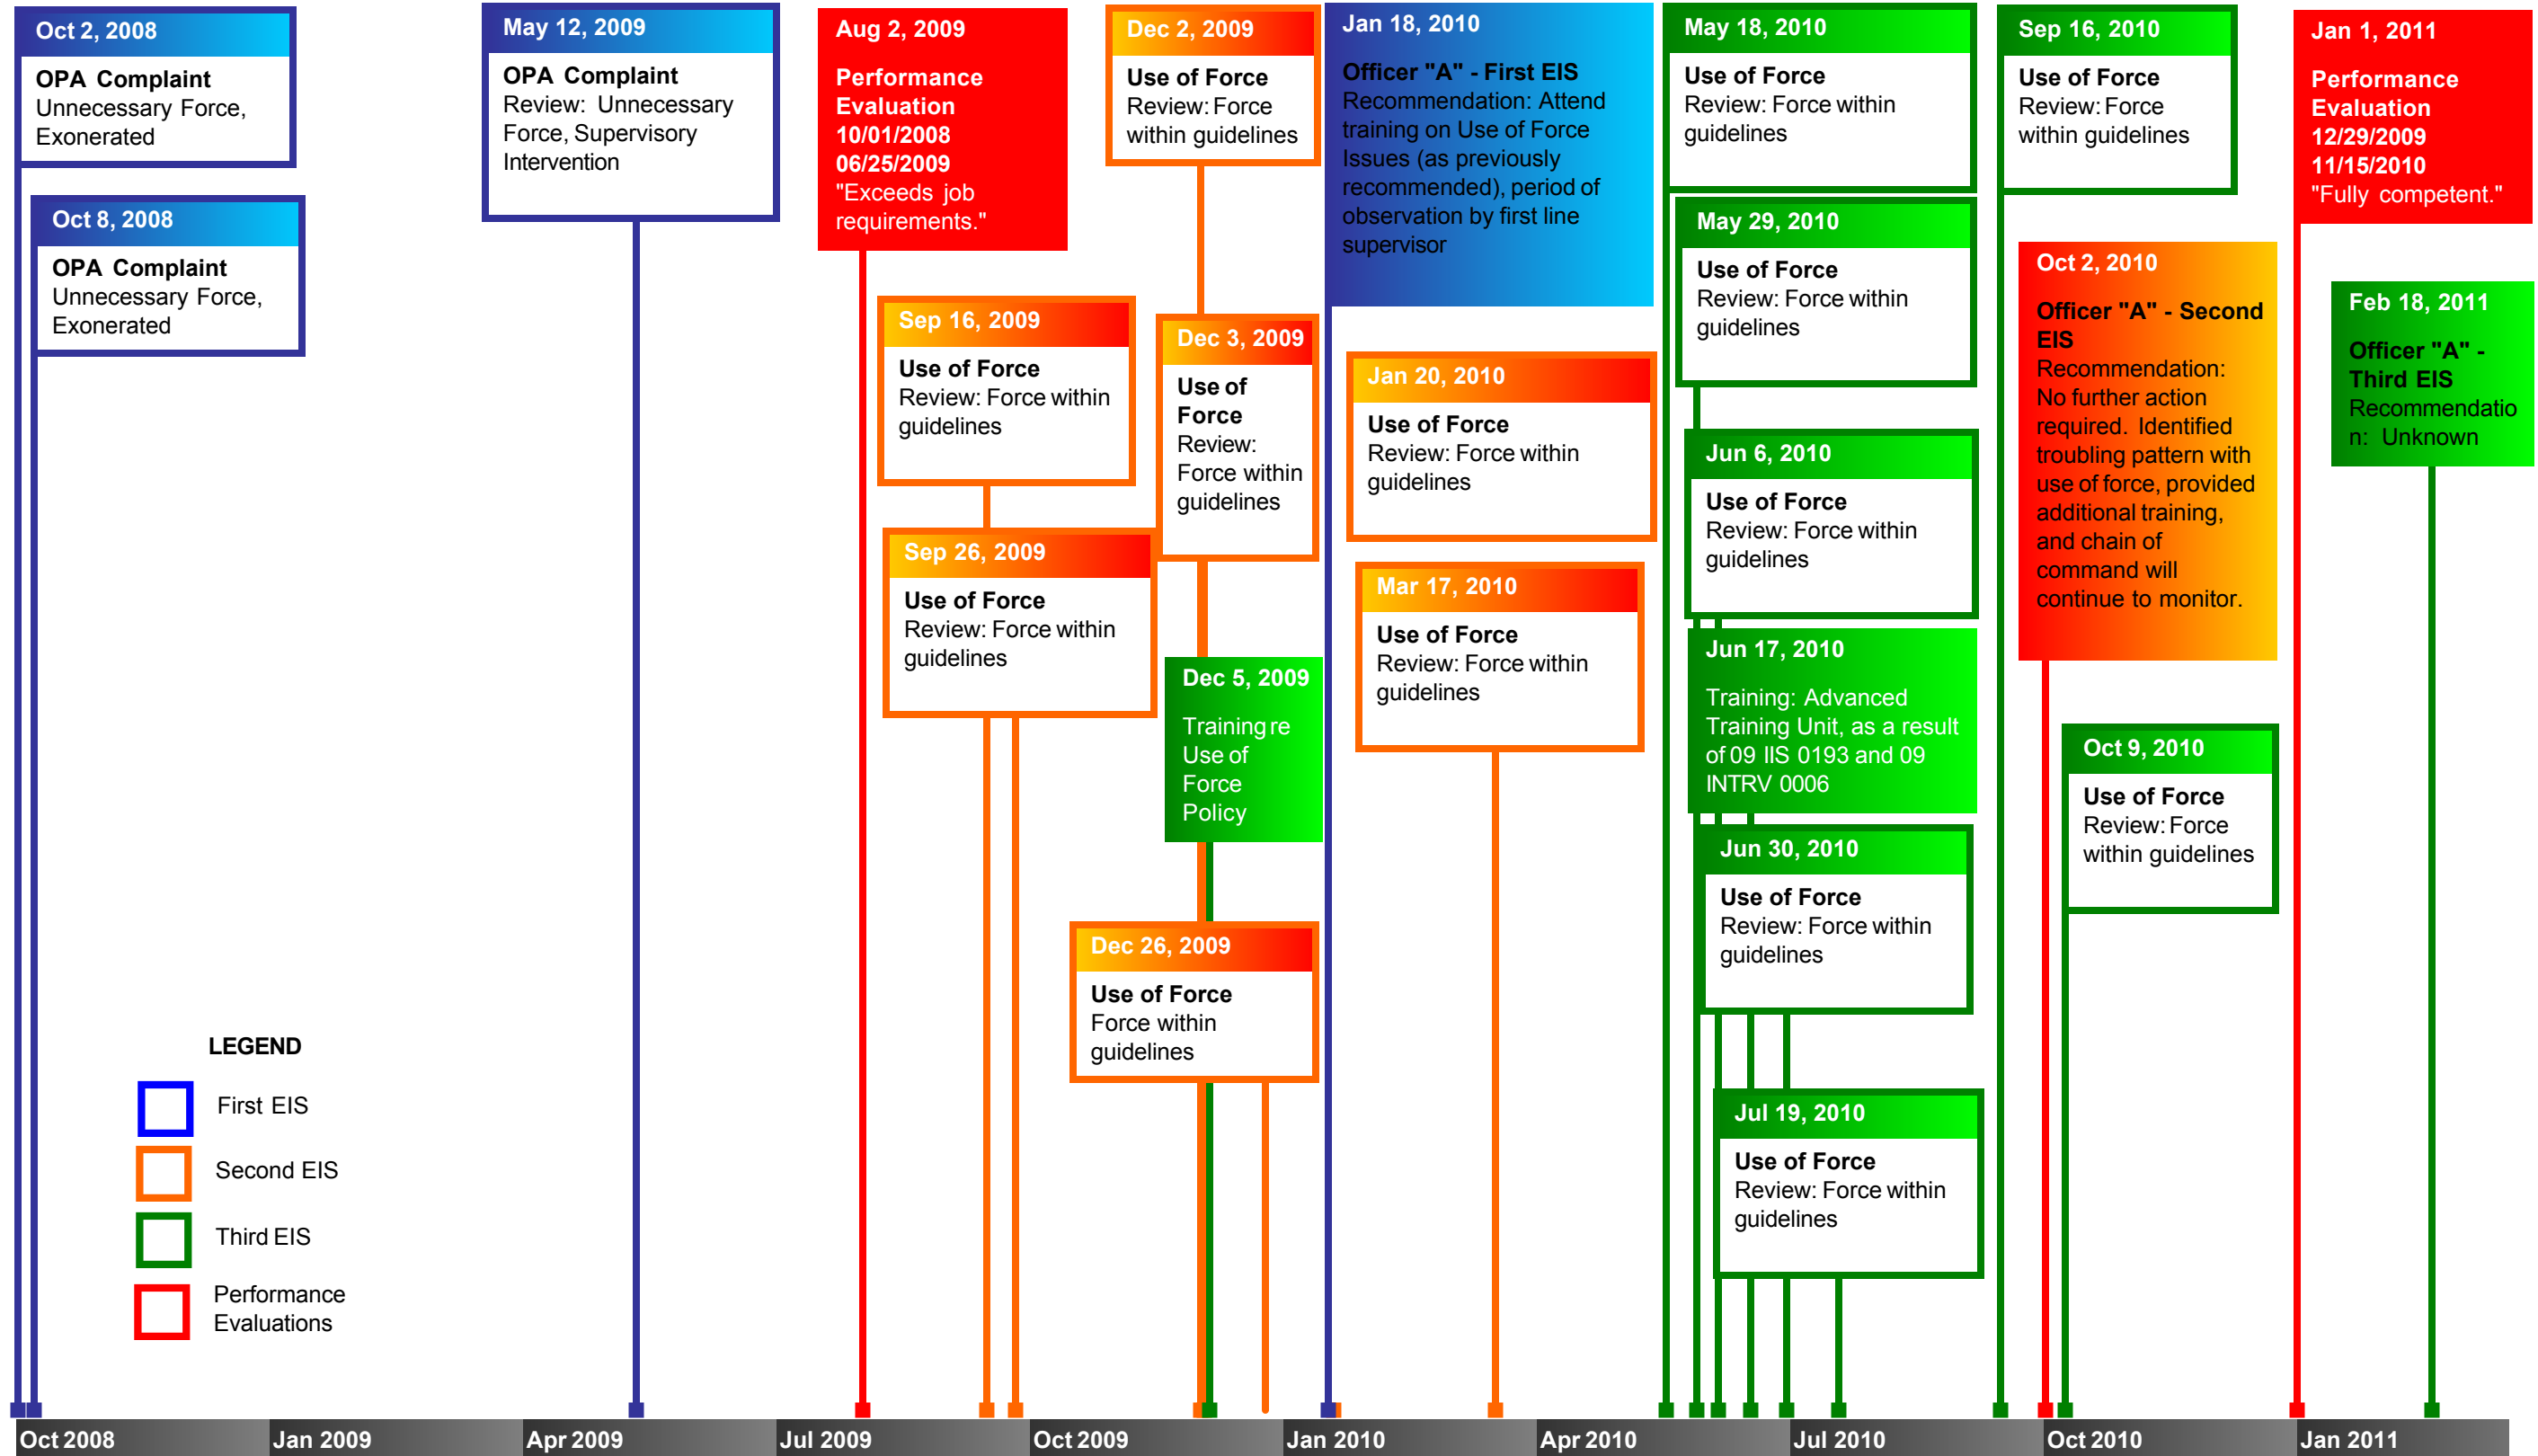 Oct 2, 2008
OPA Complaint
Unnecessary Force,
Exonerated
Oct 8, 2008
OPA Complaint
Unnecessary Force,
Exonerated
May 12, 2009
OPA Complaint
Review: Unnecessary
Force, Supervisory
Intervention
Aug 2, 2009
Performance
Evaluation
10/01/2008
06/25/2009
"Exceeds job
requirements."
Sep 16, 2009
Use of Force
Review: Force within
guidelines
Sep 26, 2009
Use of Force
Review: Force within
guidelines
Dec 2, 2009
Use of Force
Review: Force
within guidelines
Dec 3, 2009
Use of
Force
Review:
Force within
guidelines
Dec 5, 2009
Training re
Use of
Force
Policy
Dec 26, 2009
Use of Force
Force within
guidelines
Jan 18, 2010
Officer "A" - First EIS
Recommendation: Attend
training on Use of Force
Issues (as previously
recommended), period of
observation by first line
supervisor
Jan 20, 2010
Use of Force
Review: Force within
guidelines
Mar 17, 2010
Use of Force
Review: Force within
guidelines
May 18, 2010
Use of Force
Review: Force within
guidelines
May 29, 2010
Use of Force
Review: Force within
guidelines
Jun 6, 2010
Use of Force
Review: Force within
guidelines
Jun 17, 2010
Training: Advanced
Training Unit, as a result
of 09 IIS 0193 and 09
INTRV 0006
Jun 30, 2010
Use of Force
Review: Force within
guidelines
Jul 19, 2010
Use of Force
Review: Force within
guidelines
Sep 16, 2010
Use of Force
Review: Force
within guidelines
Oct 2, 2010
Officer "A" - Second
EIS
Recommendation:
No further action
required. Identified
troubling pattern with
use of force, provided
additional training,
and chain of
command will
continue to monitor.
Oct 9, 2010
Use of Force
Review: Force
within guidelines
Jan 1, 2011
Performance
Evaluation
12/29/2009
11/15/2010
"Fully competent."
Feb 18, 2011
Officer "A" -
Third EIS
Recommendatio
n: Unknown
LEGEND
First EIS
Second EIS
Third EIS
Performance
Evaluations
Oct 2008
Jan 2009
Apr 2009
Jul 2009
Oct 2009
Jan 2010
Apr 2010
Jul 2010
Oct 2010
Jan 2011